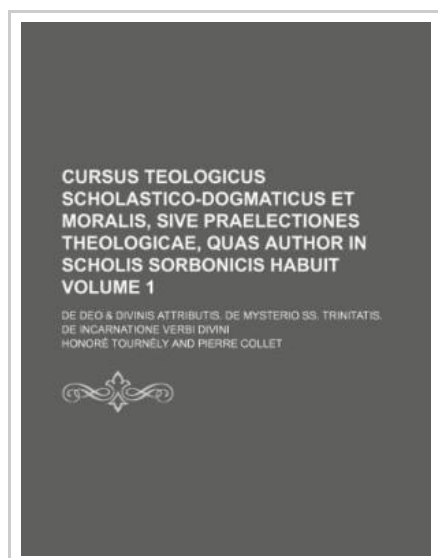 CURSUS TEOLOGICUS
SCHOLASTICO-DOGMATICUS ET
MORALIS, SIVE PRAELECTIONES
THEOLOGICAE, QUAS AUTHOR IN
SCHOLIS SORBONICIS HABUIT
VOLUME 1
DE DEO & DIVINIS ATTRIBUTIS. DE MYSTERIO SS. TRINITATIS.
DE INCARNATIONE VERBI DIVINI
HONORÉ TOURNÉLY AND PIERRE COLLET